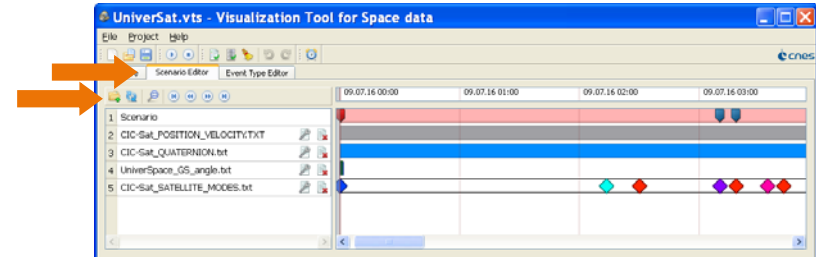 UniverSat.vts - Visualization Tool for Space data
File Project Help
cnes
Scenario Editor Event Type Editor
09.07.16 00:00 09.07.16 01:00 09.07.16 02:00 09.07.16 03:00
1 Scenario
2 CIC-Sat_POSITION_VELOCITY.TXT
3 CIC-Sat_QUATERNION.txt
4 UniverSpace_GS_angle.txt
5 CIC-Sat_SATELLITE_MODES.txt